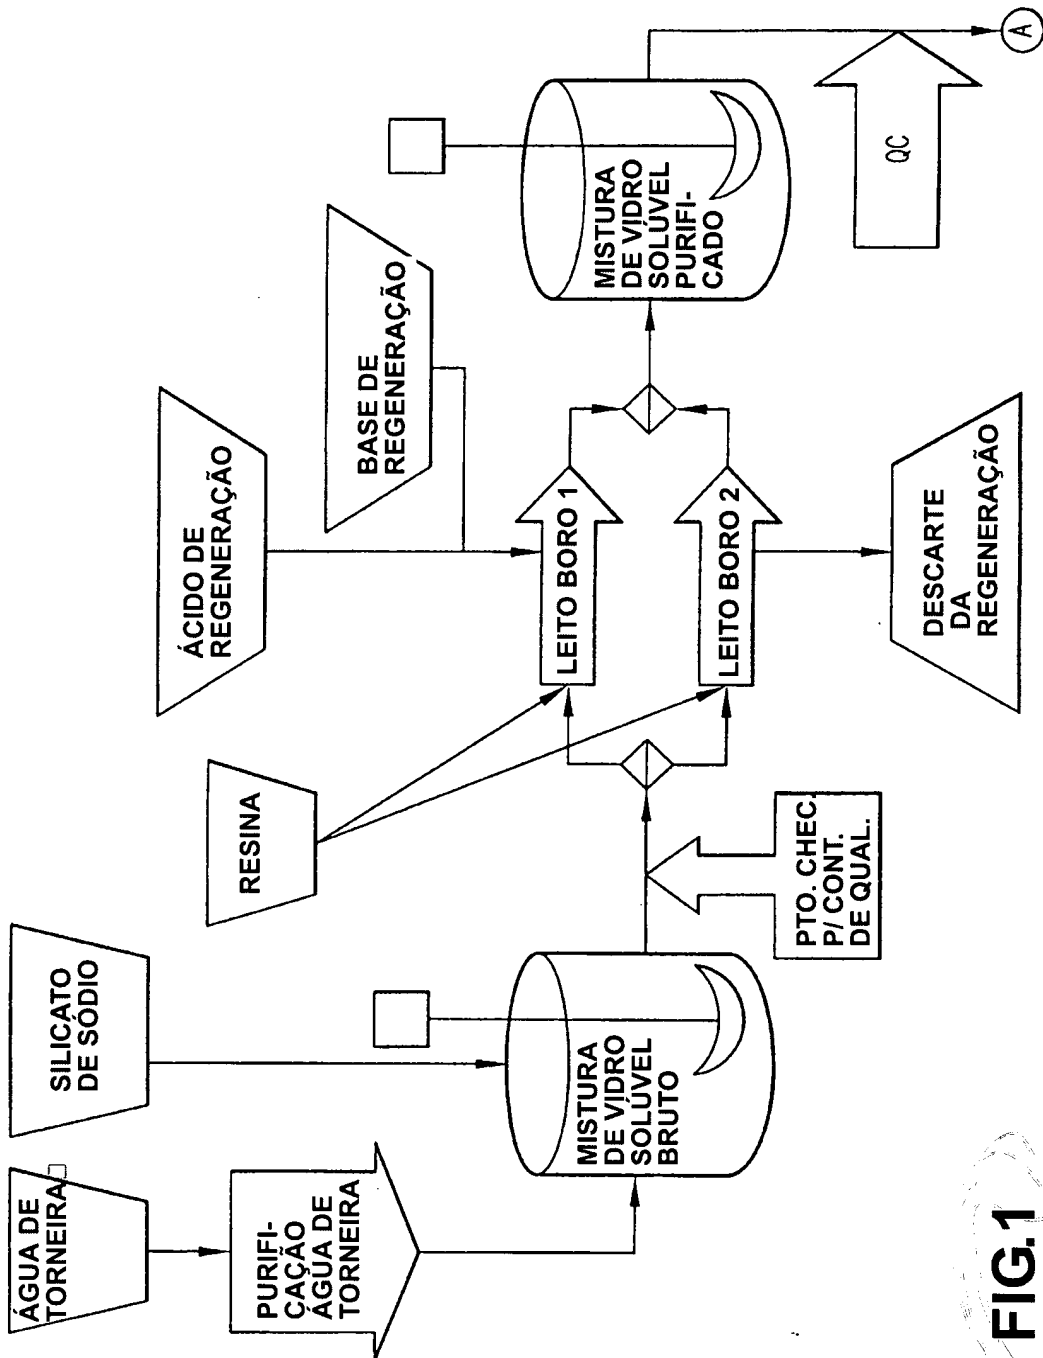 ÁGUA DE
TORNEIRA
SILICATO
DE SÓDIO
PURIFI-
CAÇÃO
ÁGUA DE
TORNEIRA
MISTURA
DE VIDRO
SOLÚVEL
BRUTO
RESINA
PTO. CHEC.
P/ CONT.
DE QUAL.
ÁCIDO DE
REGENERAÇÃO
BASE DE
REGENERAÇÃO
LEITO BORO 1
LEITO BORO 2
DESCARTE
DA
REGENERAÇÃO
MISTURA
DE VIDRO
SOLÚVEL
PURIFI-
CADO
QC
A
FIG.1